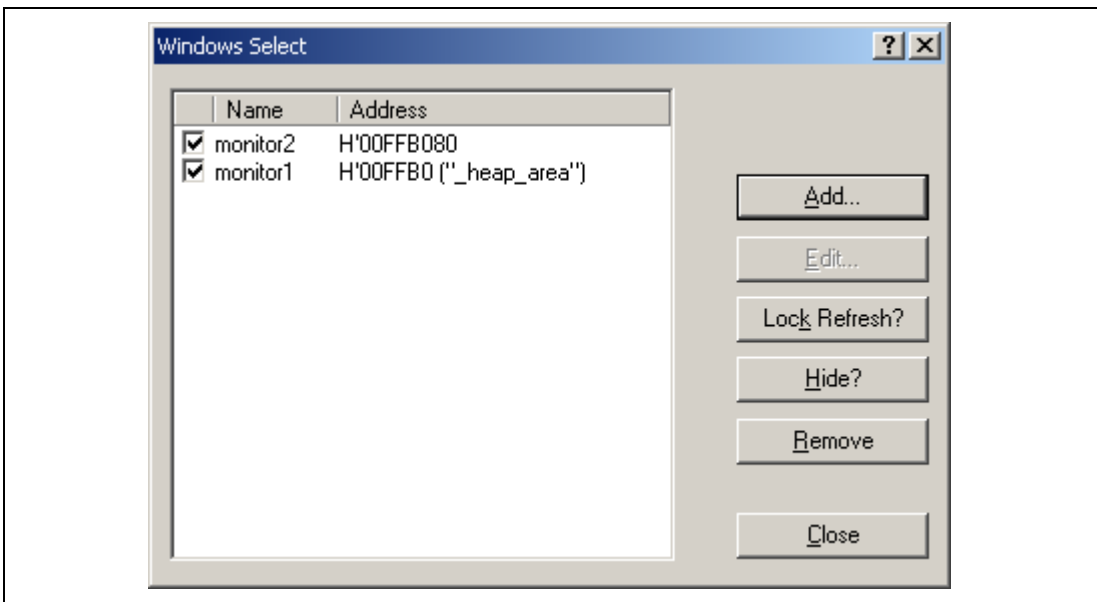 Windows Select
Name Address
monitor2 H'00FFB080
monitor1 H'00FFB0 ("_heap_area")
Add...
Edit...
Lock Refresh?
Hide?
Remove
Close